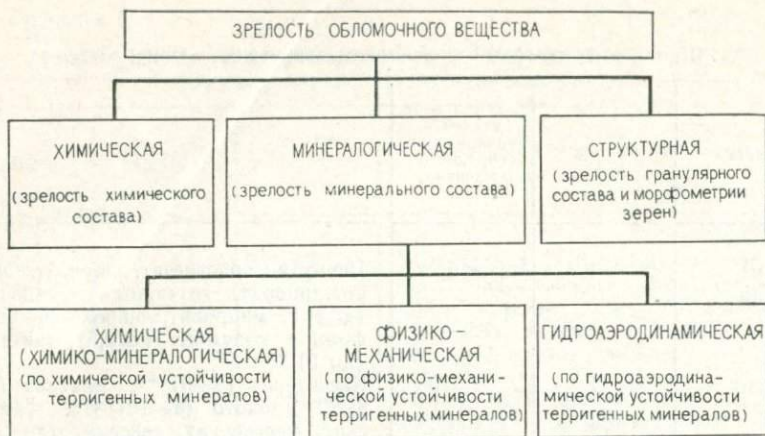 ЗРЕЛОСТЬ ОБЛОМОЧНОГО ВЕЩЕСТВА
ХИМИЧЕСКАЯ
(зрелость химического
состава)
МИНЕРАЛОГИЧЕСКАЯ
(зрелость минерального состава)
СТРУКТУРНАЯ
(зрелость гранулярного
состава и морфометрии
зерен)
ХИМИЧЕСКАЯ
(ХИМИКО-МИНЕРАЛОГИЧЕСКАЯ)
(по химической устойчивости
терригенных минералов)
ФИЗИКО-
МЕХАНИЧЕСКАЯ
(по физико-механи-
ческой устойчивости
терригенных минералов)
ГИДРОАЭРОДИНАМИЧЕСКАЯ
(по гидроаэродина-
мической устойчивости
терригенных минералов)